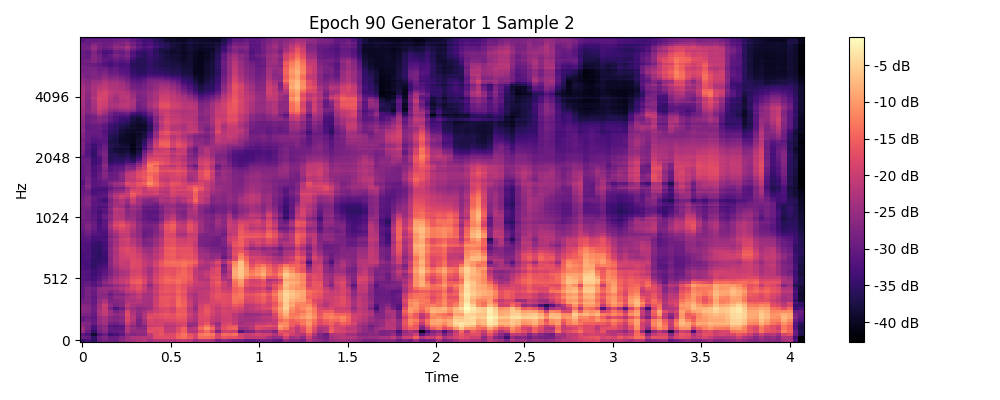 Epoch 90 Generator 1 Sample 2
Hz
4096
2048
1024
512
0
0
0.5
1
1.5
2
2.5
3
3.5
4
Time
-5 dB
-10 dB
-15 dB
-20 dB
-25 dB
-30 dB
-35 dB
-40 dB